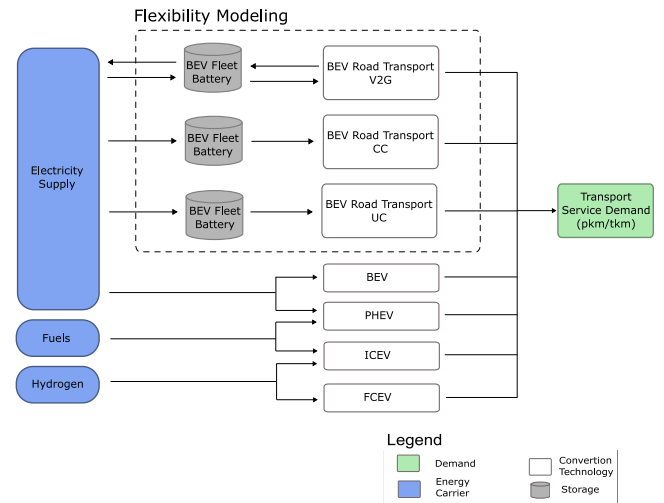 Flexibility Modeling
BEV Fleet
Battery
BEV Road Transport
V2G
BEV Fleet
Battery
BEV Road Transport
CC
Electricity
Supply
BEV Fleet
Battery
BEV Road Transport
UC
Transport
Service Demand
(pkm/tkm)
BEV
PHEV
Fuels
ICEV
Hydrogen
FCEV
Legend
Demand
Convertion
Technology
Energy
Carrier
Storage